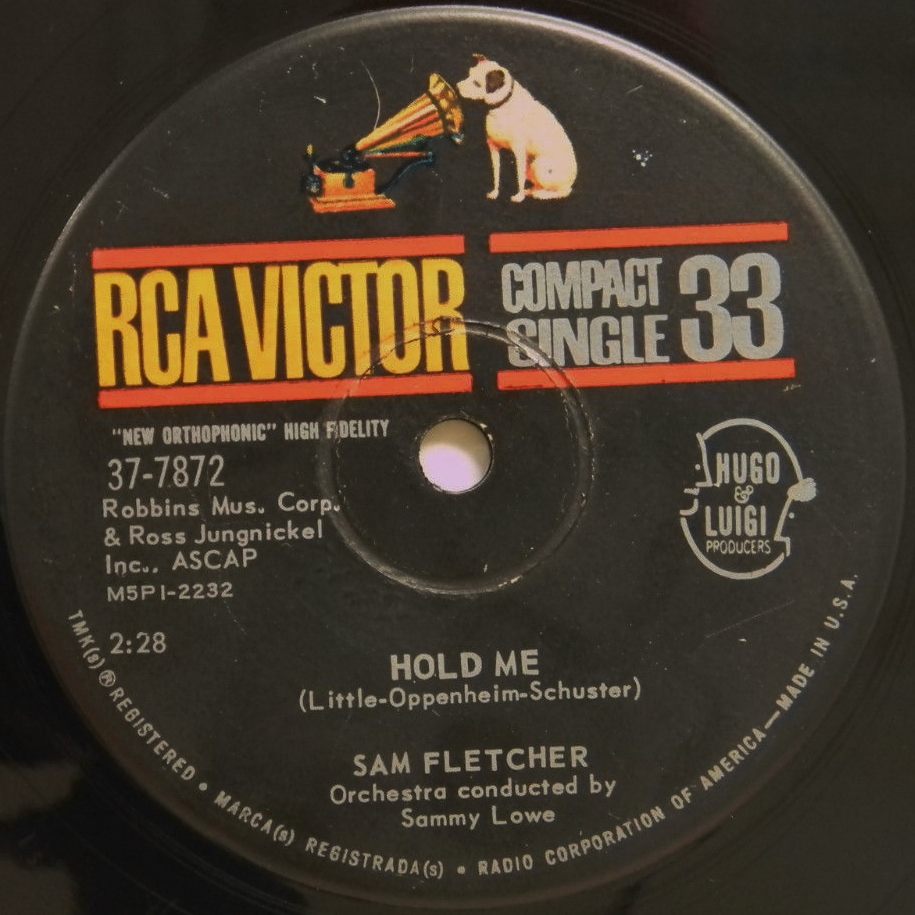 RCA VICTOR
COMPACT
SINGLE 33
"NEW ORTHOPHONIC" HIGH FIDELITY
37-7872
Robbins Mus. Corp.
& Ross Jungnickel
Inc., ASCAP
M5PI-2232
2:28
HUGO
&
LUIGI
PRODUCERS
HOLD ME
(Little-Oppenheim-Schuster)
SAM FLETCHER
Orchestra conducted by
Sammy Lowe
TMK(s) ® REGISTERED • MARCA(s) REGISTRADA(s) • RADIO CORPORATION OF AMERICA—MADE IN U.S.A.